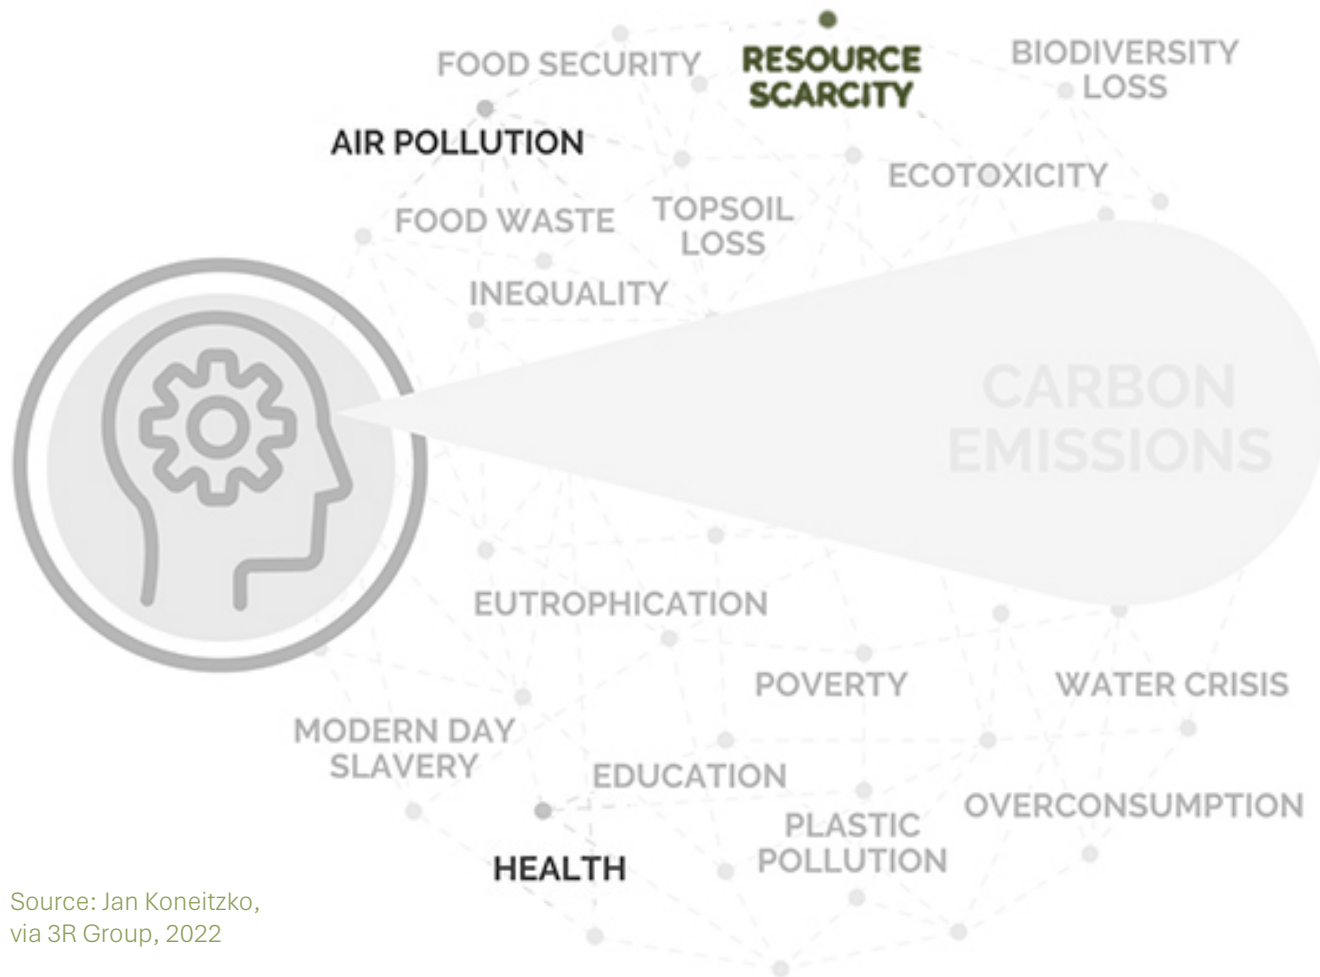 FOOD SECURITY
RESOURCE
SCARCITY
BIODIVERSITY
LOSS
AIR POLLUTION
ECOTOXICITY
FOOD WASTE
TOPSOIL
LOSS
INEQUALITY
CARBON
EMISSIONS
EUTROPHICATION
POVERTY
WATER CRISIS
MODERN DAY
SLAVERY
EDUCATION
OVERCONSUMPTION
PLASTIC
POLLUTION
HEALTH
Source: Jan Koneitzko,
via 3R Group, 2022